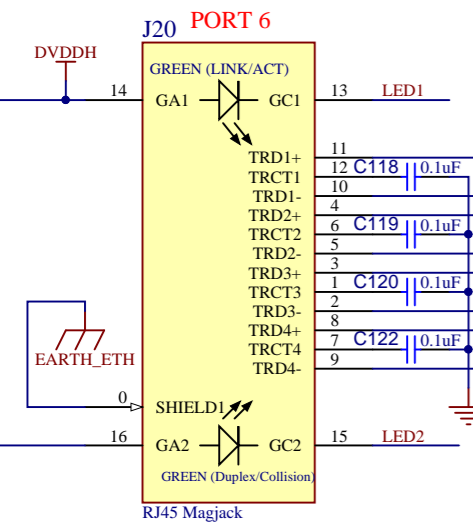 PORT 6
J20
DVDDH
GREEN (LINK/ACT)
14 GA1 GC1 13 LED1
TRD1+ 11
TRCT1 12 C118 0.1uF
TRD1- 10
TRD2+ 4
TRCT2 6 C119 0.1uF
TRD2- 5
TRD3+ 3
TRCT3 1 C120 0.1uF
TRD3- 2
TRD4+ 8
TRCT4 7 C122 0.1uF
TRD4- 9
EARTH_ETH
0 SHIELD1
16 GA2 GC2 15 LED2
GREEN (Duplex/Collision)
RJ45 Magjack